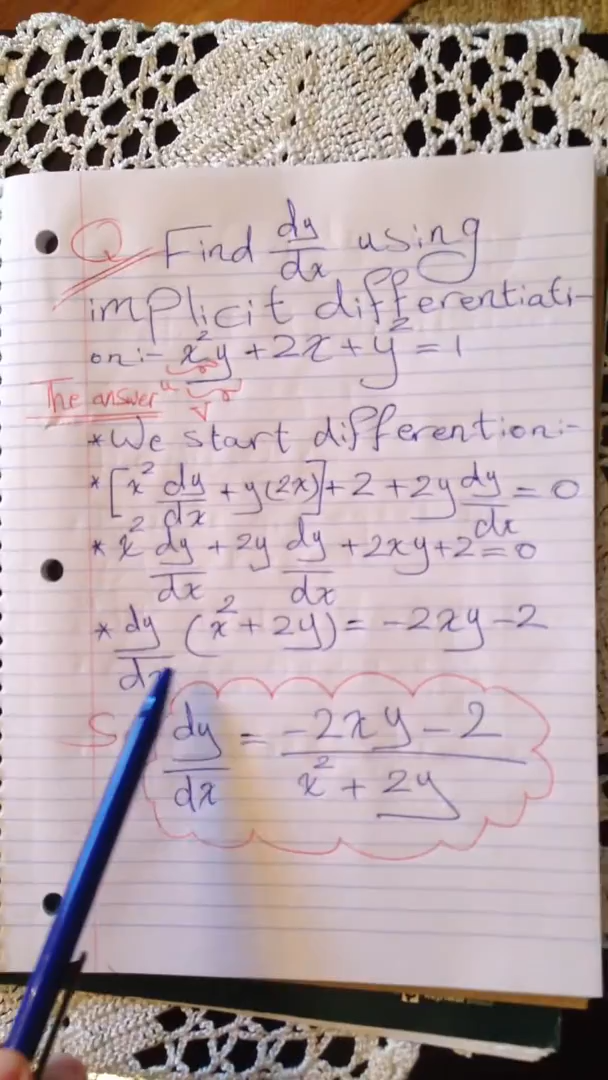 Q Find dy/dx using
implicit differentiati-
on:- x²y + 2x + y² = 1
The answer u v
*We start differention:-
*[x² dy/dx + y(2x)] + 2 + 2y dy/dx = 0
* x² dy/dx + 2y dy/dx + 2xy + 2 = 0
* dy/dx (x² + 2y) = -2xy - 2
dy/dx = -2xy - 2 / x² + 2y